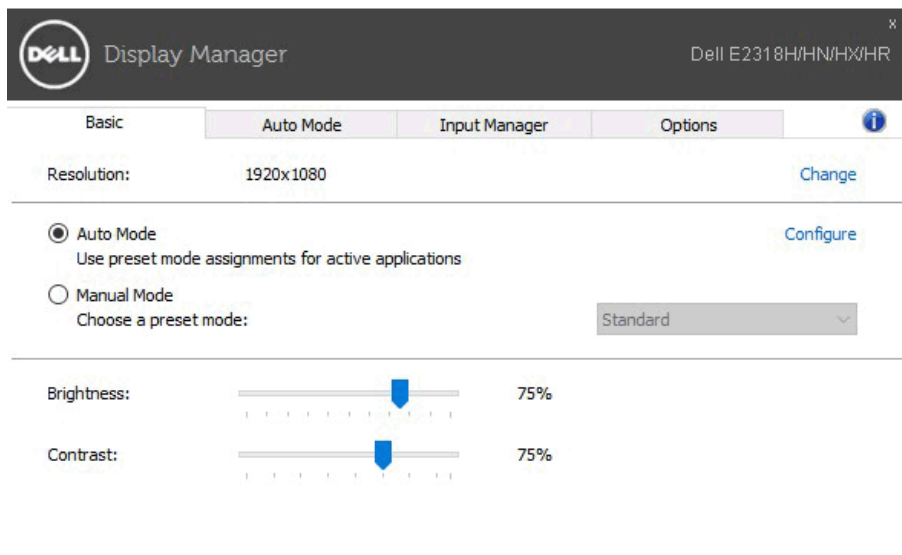 x
DELL Display Manager Dell E2318H/HN/HX/HR
Basic Auto Mode Input Manager Options i
Resolution: 1920x1080 Change
Auto Mode Configure
Use preset mode assignments for active applications
Manual Mode
Choose a preset mode: Standard
Brightness: 75%
Contrast: 75%